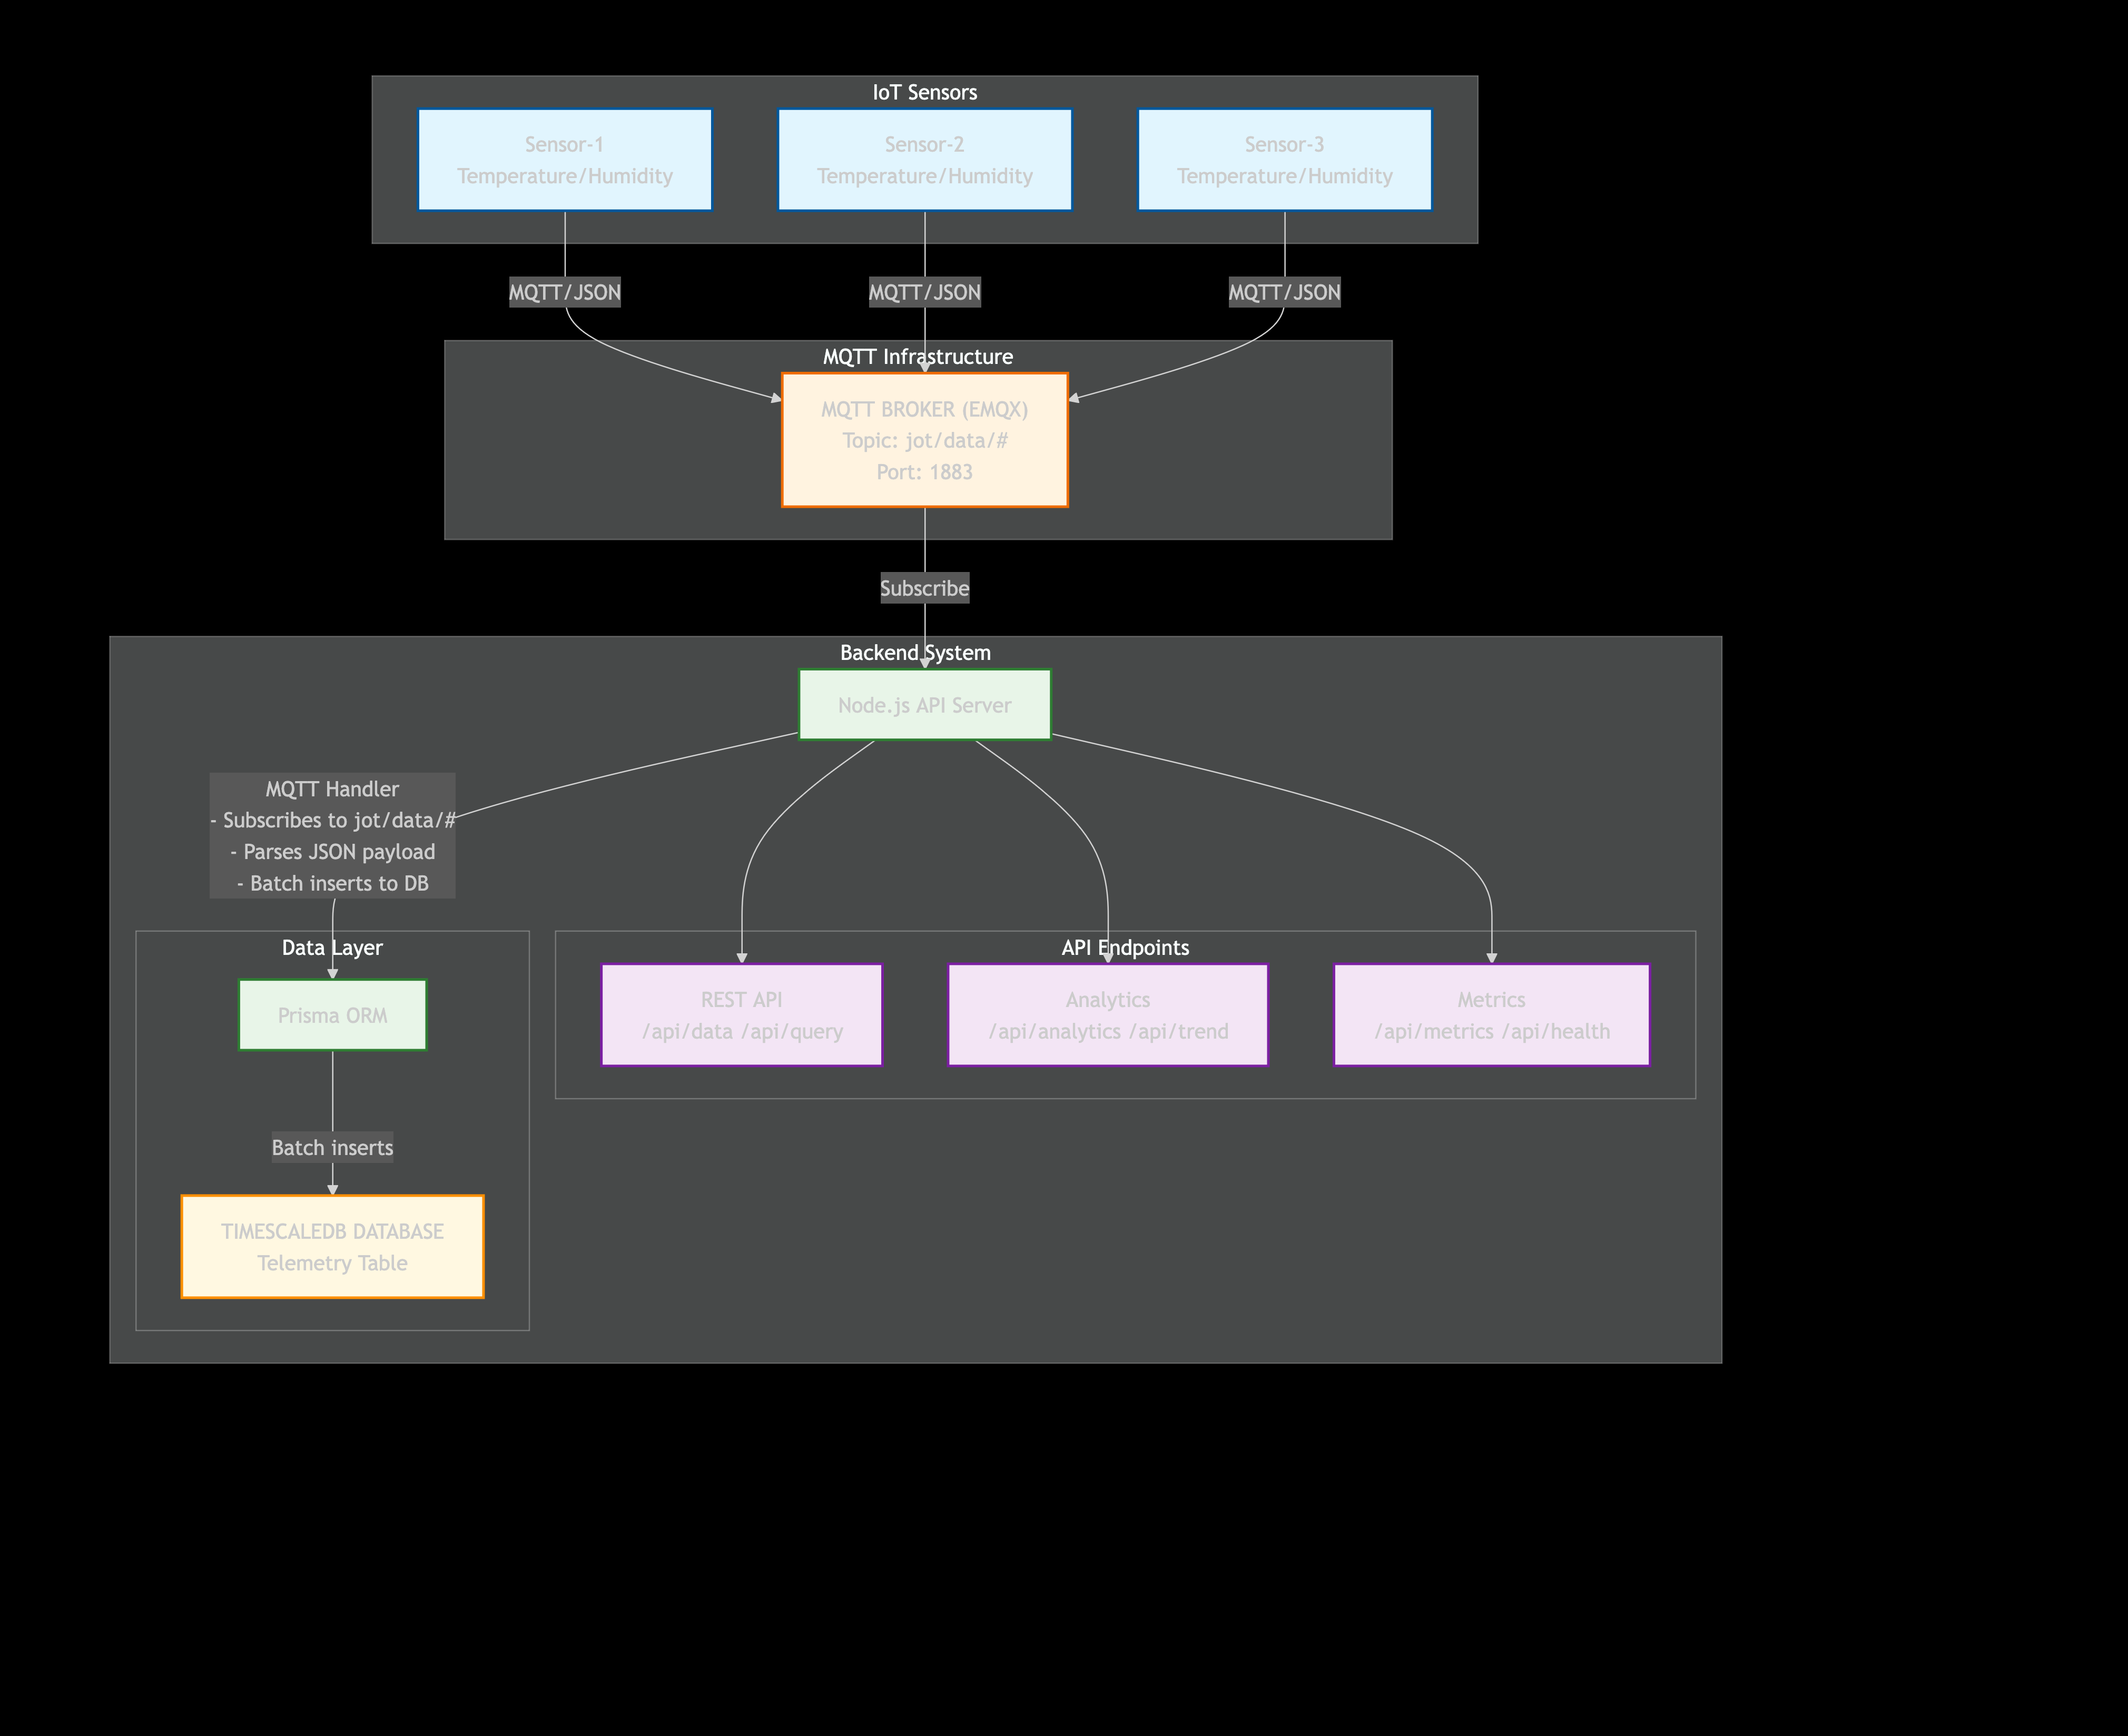 IoT Sensors
Sensor-1
Temperature/Humidity
Sensor-2
Temperature/Humidity
Sensor-3
Temperature/Humidity
MQTT/JSON
MQTT/JSON
MQTT/JSON
MQTT Infrastructure
MQTT BROKER (EMQX)
Topic: jot/data/#
Port: 1883
Subscribe
Backend System
Node.js API Server
MQTT Handler
- Subscribes to jot/data/#
- Parses JSON payload
- Batch inserts to DB
Data Layer
Prisma ORM
Batch inserts
TIMESCALEDB DATABASE
Telemetry Table
API Endpoints
REST API
/api/data /api/query
Analytics
/api/analytics /api/trend
Metrics
/api/metrics /api/health